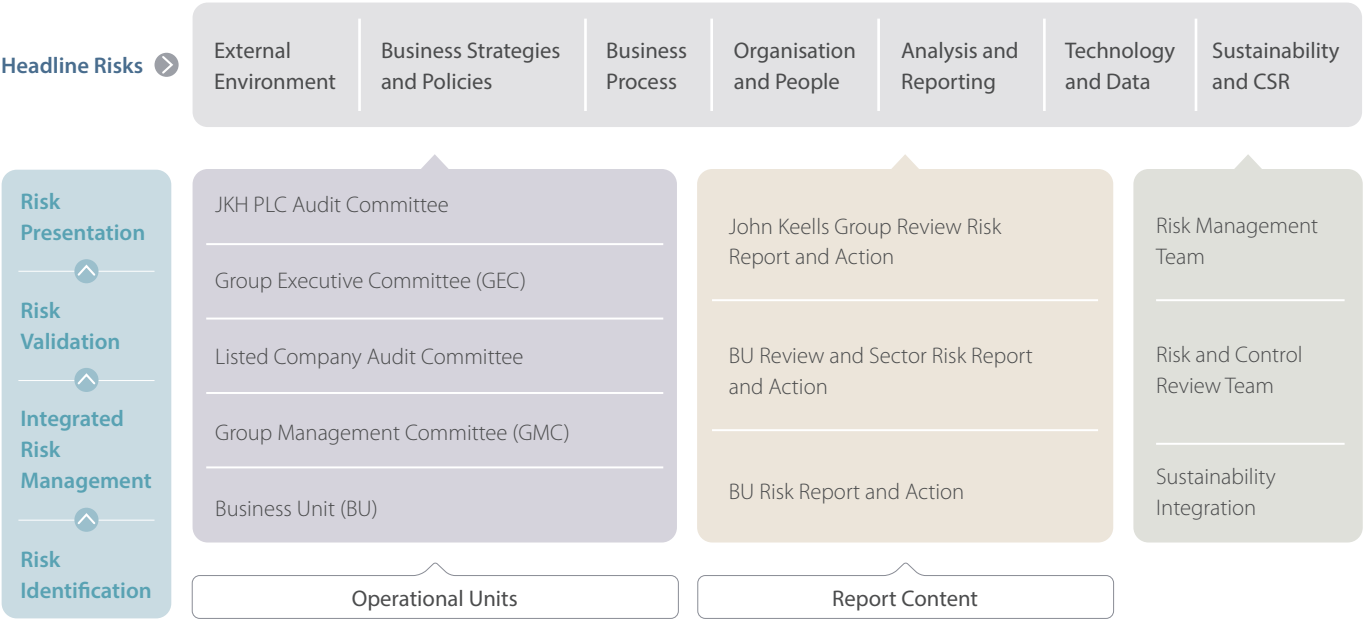 Headline Risks
External
Environment
Business Strategies
and Policies
Business
Process
Organisation
and People
Analysis and
Reporting
Technology
and Data
Sustainability
and CSR
Risk
Presentation
Risk
Validation
Integrated
Risk
Management
Risk
Identification
JKH PLC Audit Committee
Group Executive Committee (GEC)
Listed Company Audit Committee
Group Management Committee (GMC)
Business Unit (BU)
Operational Units
John Keells Group Review Risk
Report and Action
BU Review and Sector Risk Report
and Action
BU Risk Report and Action
Report Content
Risk Management
Team
Risk and Control
Review Team
Sustainability
Integration